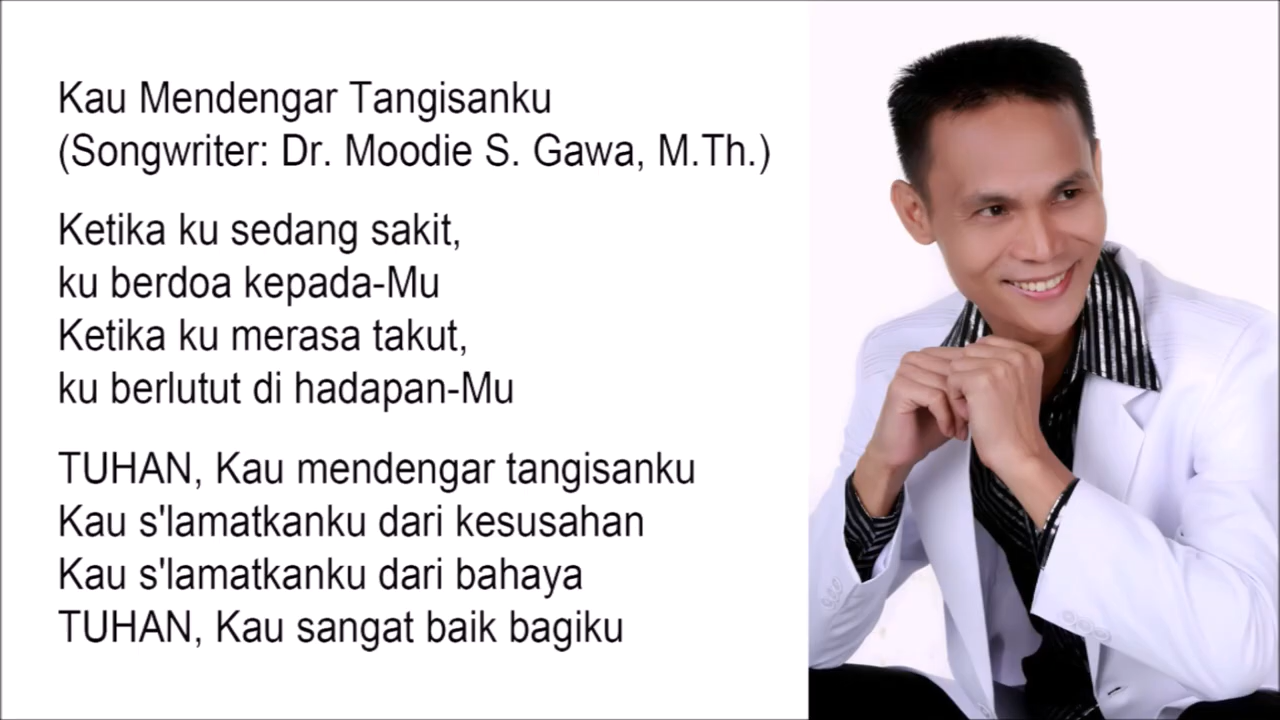 Kau Mendengar Tangisanku
(Songwriter: Dr. Moodie S. Gawa, M.Th.)
Ketika ku sedang sakit,
ku berdoa kepada-Mu
Ketika ku merasa takut,
ku berlutut di hadapan-Mu
TUHAN, Kau mendengar tangisanku
Kau s'lamatkanku dari kesusahan
Kau s'lamatkanku dari bahaya
TUHAN, Kau sangat baik bagiku